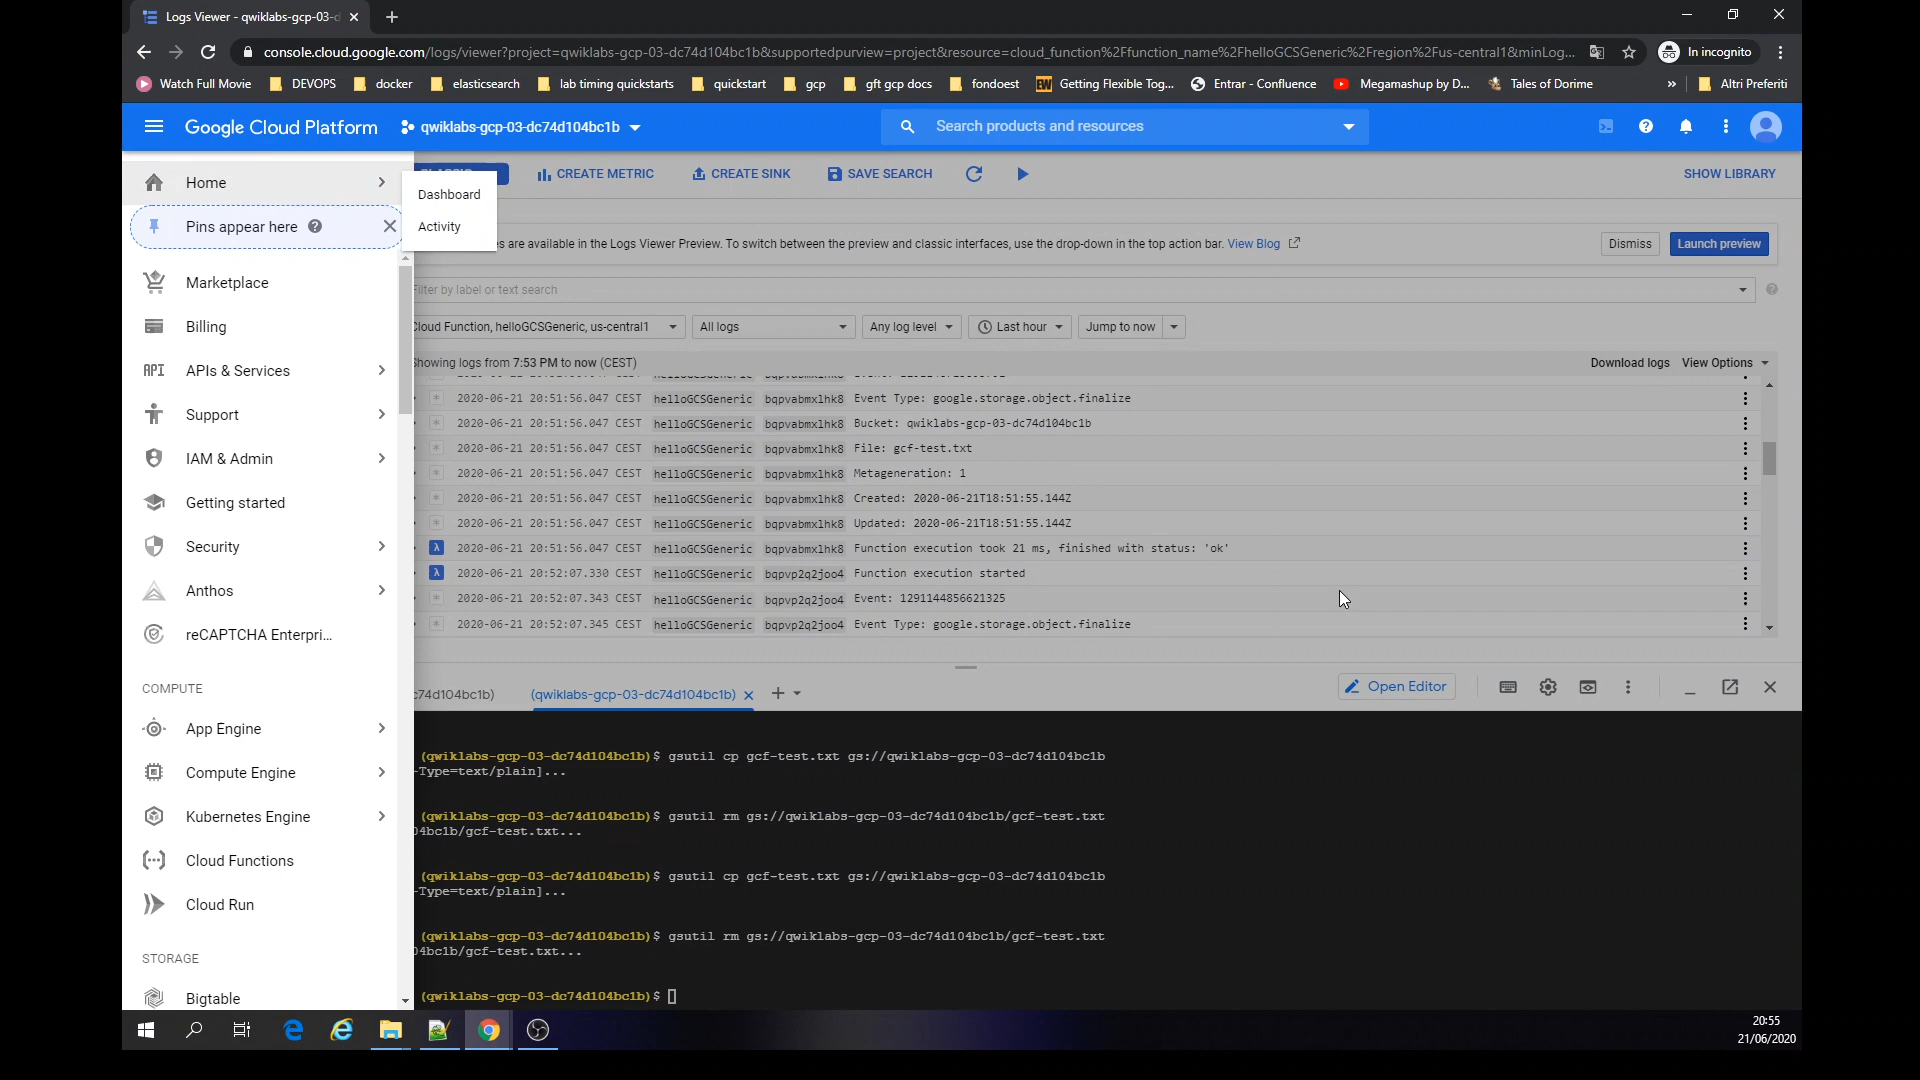 Logs Viewer - qwiklabs-gcp-03-d
console.cloud.google.com/logs/viewer?project=qwiklabs-gcp-03-dc74d104bc1b&supportedpurview=project&resource=cloud_function%2Ffunction_name%2FhelloGCSGeneric%2Fregion%2Fus-central1&minLog...
In incognito
Watch Full Movie
DEVOPS
docker
elasticsearch
lab timing quickstarts
quickstart
gcp
gft gcp docs
fondoest
Getting Flexible Tog...
Entrar - Confluence
Megamashup by D...
Tales of Dorime
»
Altri Preferiti
Google Cloud Platform
qwiklabs-gcp-03-dc74d104bc1b
Search products and resources
Home
Dashboard
Activity
Pins appear here
Marketplace
Billing
API APIs & Services
Support
IAM & Admin
Getting started
Security
Anthos
reCAPTCHA Enterpri...
COMPUTE
App Engine
Compute Engine
Kubernetes Engine
Cloud Functions
Cloud Run
STORAGE
Bigtable
CREATE METRIC
CREATE SINK
SAVE SEARCH
SHOW LIBRARY
es are available in the Logs Viewer Preview. To switch between the preview and classic interfaces, use the drop-down in the top action bar. View Blog
Dismiss
Launch preview
Filter by label or text search
Cloud Function, helloGCSGeneric, us-central1
All logs
Any log level
Last hour
Jump to now
Showing logs from 7:53 PM to now (CEST)
Download logs
View Options
2020-06-21 20:51:56.047 CEST helloGCSGeneric bqpvabmxlhk8 Event Type: google.storage.object.finalize
2020-06-21 20:51:56.047 CEST helloGCSGeneric bqpvabmxlhk8 Bucket: qwiklabs-gcp-03-dc74d104bc1b
2020-06-21 20:51:56.047 CEST helloGCSGeneric bqpvabmxlhk8 File: gcf-test.txt
2020-06-21 20:51:56.047 CEST helloGCSGeneric bqpvabmxlhk8 Metageneration: 1
2020-06-21 20:51:56.047 CEST helloGCSGeneric bqpvabmxlhk8 Created: 2020-06-21T18:51:55.144Z
2020-06-21 20:51:56.047 CEST helloGCSGeneric bqpvabmxlhk8 Updated: 2020-06-21T18:51:55.144Z
2020-06-21 20:51:56.047 CEST helloGCSGeneric bqpvabmxlhk8 Function execution took 21 ms, finished with status: 'ok'
2020-06-21 20:52:07.330 CEST helloGCSGeneric bqpvp2q2joo4 Function execution started
2020-06-21 20:52:07.343 CEST helloGCSGeneric bqpvp2q2joo4 Event: 1291144856621325
2020-06-21 20:52:07.345 CEST helloGCSGeneric bqpvp2q2joo4 Event Type: google.storage.object.finalize
c74d104bc1b)
(qwiklabs-gcp-03-dc74d104bc1b)
Open Editor
(qwiklabs-gcp-03-dc74d104bc1b)$ gsutil cp gcf-test.txt gs://qwiklabs-gcp-03-dc74d104bc1b
-Type=text/plain]...
(qwiklabs-gcp-03-dc74d104bc1b)$ gsutil rm gs://qwiklabs-gcp-03-dc74d104bc1b/gcf-test.txt
04bc1b/gcf-test.txt...
(qwiklabs-gcp-03-dc74d104bc1b)$ gsutil cp gcf-test.txt gs://qwiklabs-gcp-03-dc74d104bc1b
-Type=text/plain]...
(qwiklabs-gcp-03-dc74d104bc1b)$ gsutil rm gs://qwiklabs-gcp-03-dc74d104bc1b/gcf-test.txt
04bc1b/gcf-test.txt...
(qwiklabs-gcp-03-dc74d104bc1b)$
20:55
21/06/2020